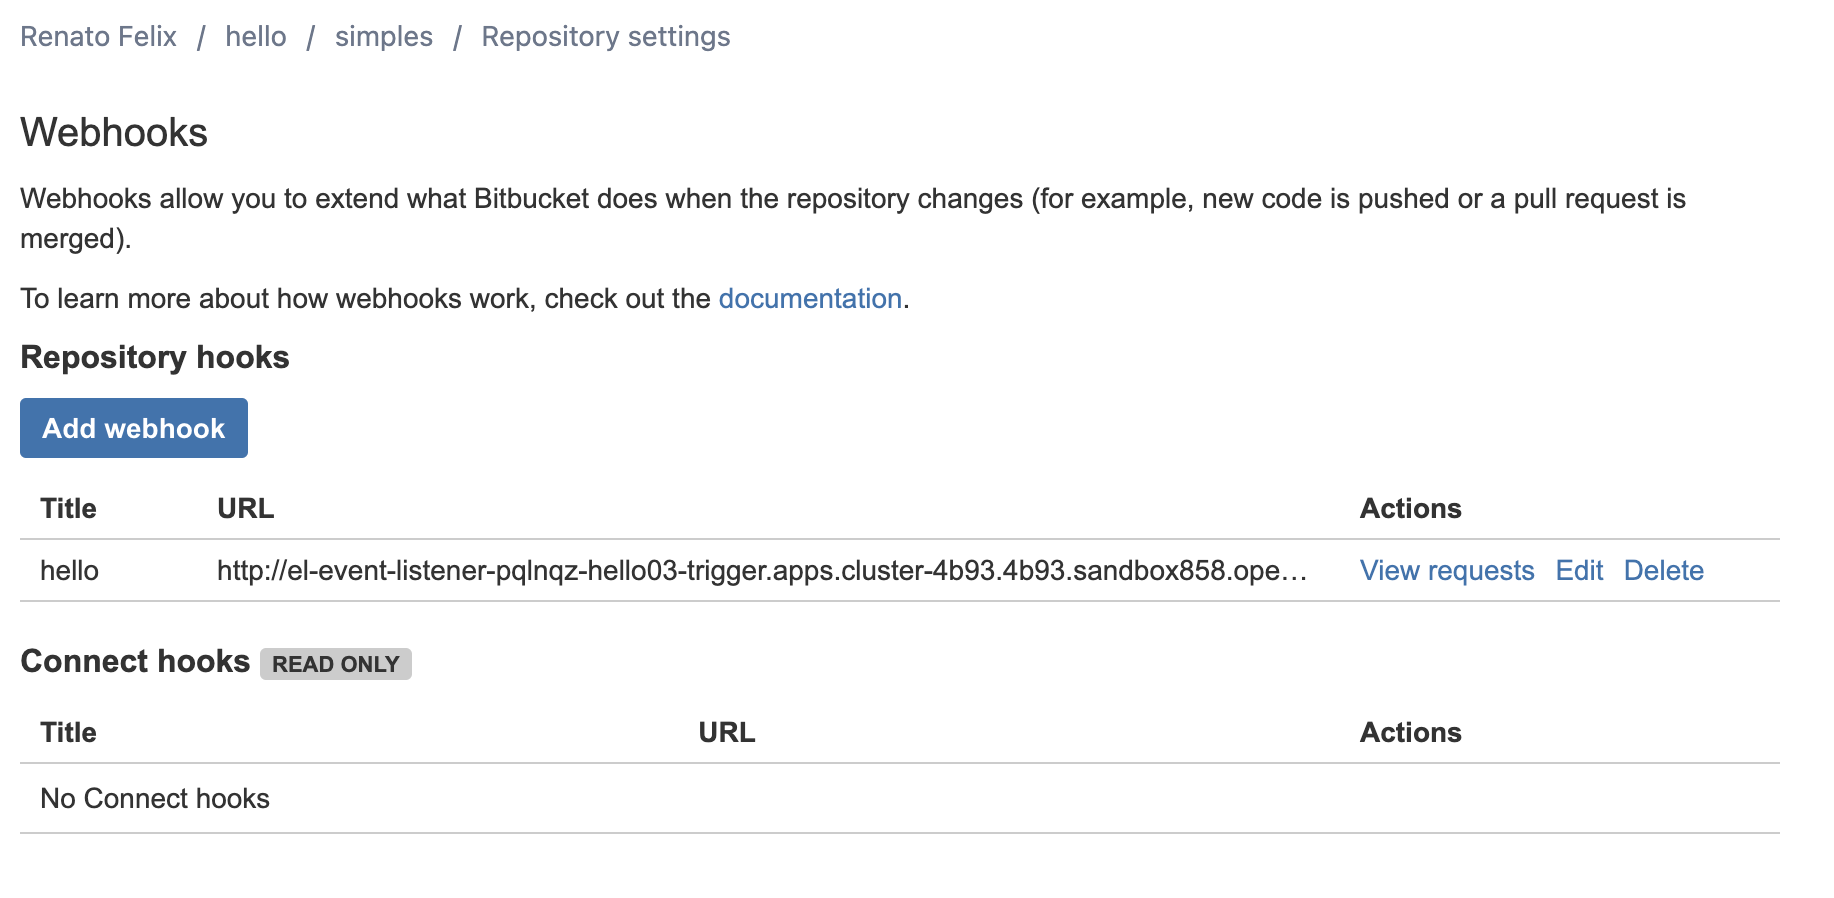 Renato Felix / hello / simples / Repository settings
Webhooks
Webhooks allow you to extend what Bitbucket does when the repository changes (for example, new code is pushed or a pull request is
merged).
To learn more about how webhooks work, check out the documentation.
Repository hooks
Add webhook
Title URL Actions
hello http://el-event-listener-pqlnqz-hello03-trigger.apps.cluster-4b93.4b93.sandbox858.ope… View requests Edit Delete
Connect hooks READ ONLY
Title URL Actions
No Connect hooks